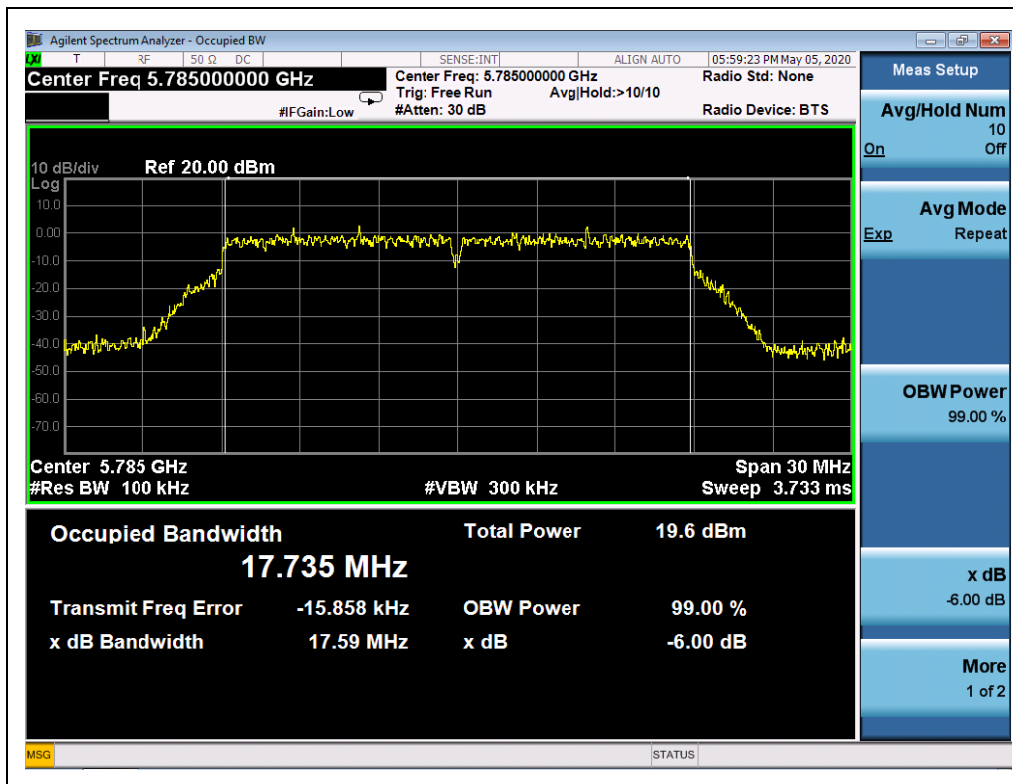 Agilent Spectrum Analyzer - Occupied BW
LXI T RF 50 Ω DC SENSE:INT ALIGN AUTO 05:59:23 PM May 05, 2020
Center Freq 5.785000000 GHz
Center Freq: 5.785000000 GHz Radio Std: None
Trig: Free Run Avg|Hold:>10/10
#IFGain:Low #Atten: 30 dB Radio Device: BTS
10 dB/div Ref 20.00 dBm
Log
10.0
0.00
-10.0
-20.0
-30.0
-40.0
-50.0
-60.0
-70.0
Center 5.785 GHz Span 30 MHz
#Res BW 100 kHz #VBW 300 kHz Sweep 3.733 ms
Occupied Bandwidth Total Power 19.6 dBm
17.735 MHz
Transmit Freq Error -15.858 kHz OBW Power 99.00 %
x dB Bandwidth 17.59 MHz x dB -6.00 dB
MSG STATUS
Meas Setup
Avg/Hold Num
10
On Off
Avg Mode
Exp Repeat
OBW Power
99.00 %
x dB
-6.00 dB
More
1 of 2